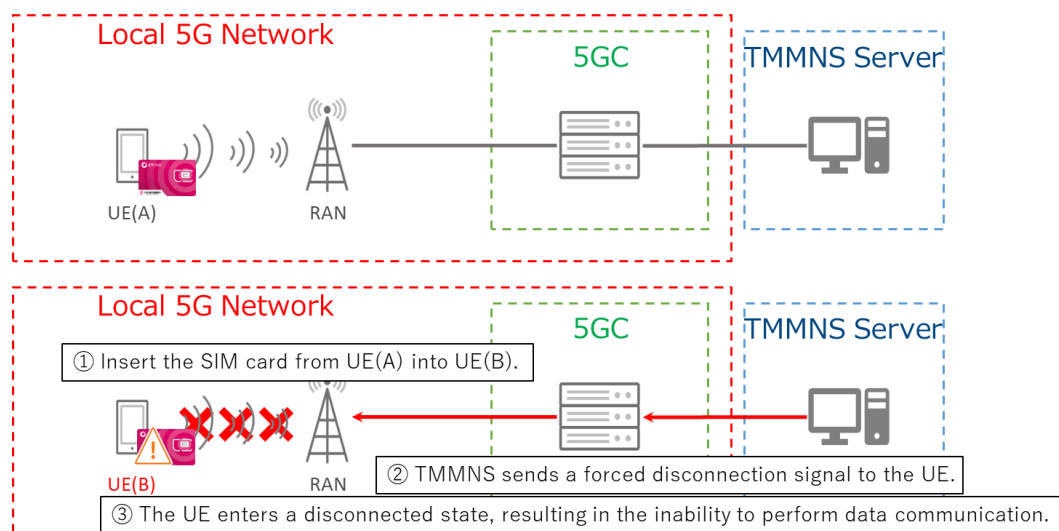 Local 5G Network
5GC
TMMNS Server
UE(A)
RAN
Local 5G Network
5GC
TMMNS Server
① Insert the SIM card from UE(A) into UE(B).
UE(B)
RAN
② TMMNS sends a forced disconnection signal to the UE.
③ The UE enters a disconnected state, resulting in the inability to perform data communication.